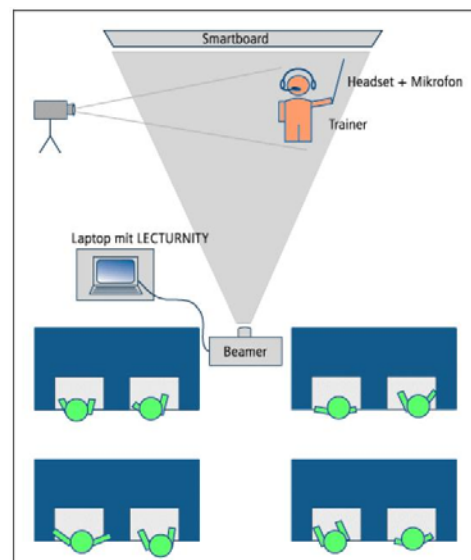 Smartboard
Headset + Mikrofon
Trainer
Laptop mit LECTURNITY
Beamer